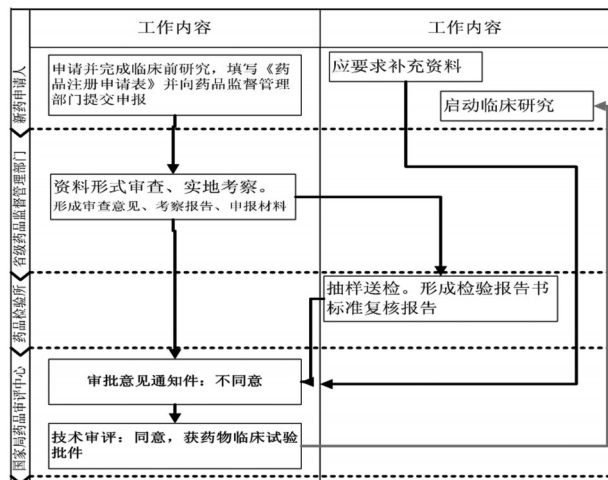 工作内容
工作内容
新药申请人
申请并完成临床前研究，填写《药
品注册申请表》并向药品监督管理
部门提交申报
应要求补充资料
启动临床研究
省级药品监督管理部门
资料形式审查、实地考察。
形成审查意见、考察报告、申报材料
药品检验所
抽样送检。形成检验报告书
标准复核报告
国家局药品审评中心
审批意见通知件：不同意
技术审评：同意，获药物临床试验
批件